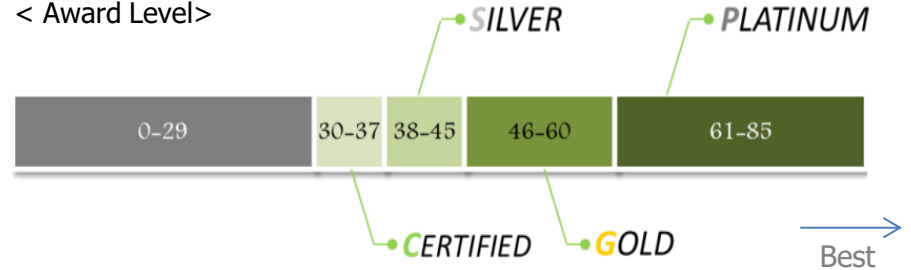 < Award Level>
SILVER
PLATINUM
0-29
30-37
38-45
46-60
61-85
CERTIFIED
GOLD
Best